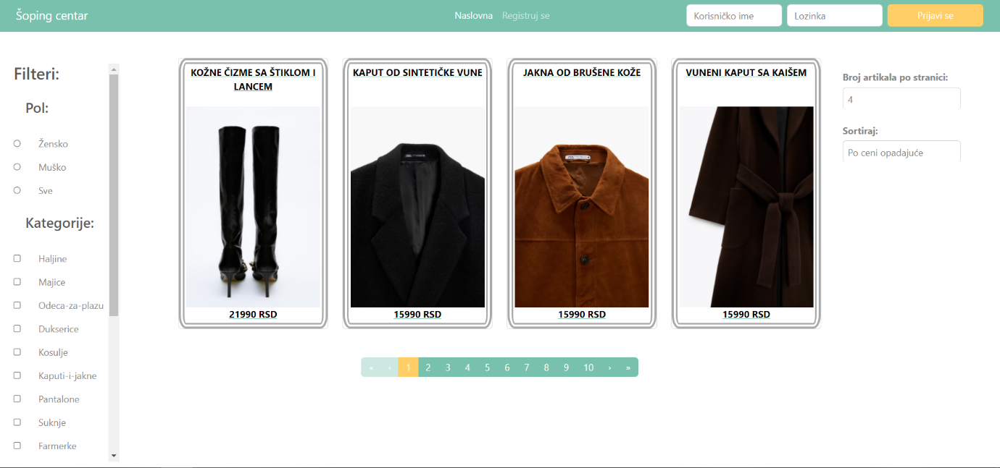 Šoping centar
Naslovna Registruj se
Korisničko ime Lozinka Prijavi se
Filteri:
Pol:
Žensko
Muško
Sve
Kategorije:
Haljine
Majice
Odeca-za-plazu
Dukserice
Kosulje
Kaputi-i-jakne
Pantalone
Suknje
Farmerke
KOŽNE ČIZME SA ŠTIKLOM I
LANCEM
21990 RSD
KAPUT OD SINTETIČKE VUNE
15990 RSD
JAKNA OD BRUŠENE KOŽE
15990 RSD
VUNENI KAPUT SA KAIŠEM
15990 RSD
« ‹ 1 2 3 4 5 6 7 8 9 10 › »
Broj artikala po stranici:
4
Sortiraj:
Po ceni opadajuće